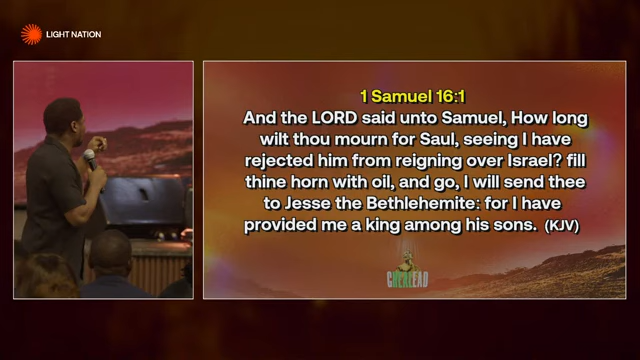 LIGHT NATION
1 Samuel 16:1
And the LORD said unto Samuel, How long
wilt thou mourn for Saul, seeing I have
rejected him from reigning over Israel? fill
thine horn with oil, and go, I will send thee
to Jesse the Bethlehemite: for I have
provided me a king among his sons. (KJV)